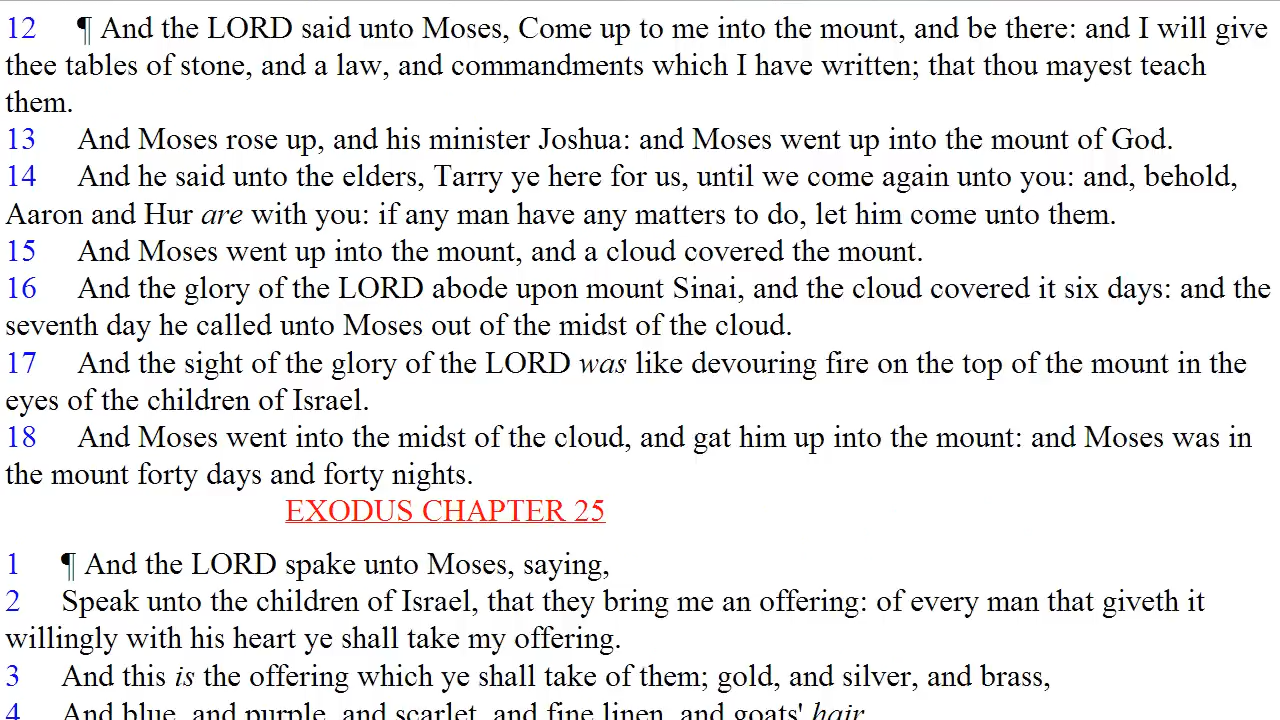 12 ¶ And the LORD said unto Moses, Come up to me into the mount, and be there: and I will give
thee tables of stone, and a law, and commandments which I have written; that thou mayest teach
them.
13 And Moses rose up, and his minister Joshua: and Moses went up into the mount of God.
14 And he said unto the elders, Tarry ye here for us, until we come again unto you: and, behold,
Aaron and Hur are with you: if any man have any matters to do, let him come unto them.
15 And Moses went up into the mount, and a cloud covered the mount.
16 And the glory of the LORD abode upon mount Sinai, and the cloud covered it six days: and the
seventh day he called unto Moses out of the midst of the cloud.
17 And the sight of the glory of the LORD was like devouring fire on the top of the mount in the
eyes of the children of Israel.
18 And Moses went into the midst of the cloud, and gat him up into the mount: and Moses was in
the mount forty days and forty nights.
EXODUS CHAPTER 25
1 ¶ And the LORD spake unto Moses, saying,
2 Speak unto the children of Israel, that they bring me an offering: of every man that giveth it
willingly with his heart ye shall take my offering.
3 And this is the offering which ye shall take of them; gold, and silver, and brass,
4 And blue, and purple, and scarlet, and fine linen, and goats' hair